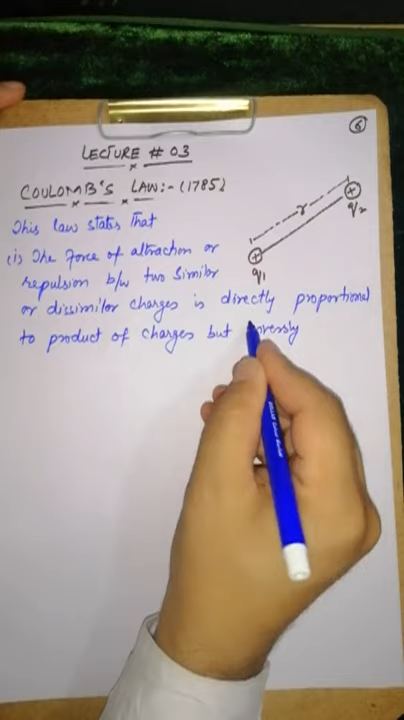 6
LECTURE # 03
COULOMB'S LAW:- (1785)
This law states that
(i) The Force of attraction or
repulsion b/w two similar
or dissimilar charges is directly proportional
to product of charges but
r
+
q2
+
q1